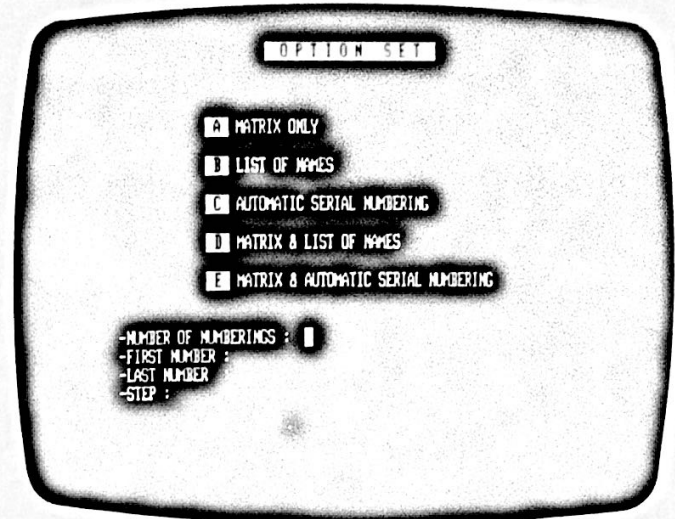 OPTION SET
A MATRIX ONLY
B LIST OF NAMES
C AUTOMATIC SERIAL NUMBERING
D MATRIX & LIST OF NAMES
E MATRIX & AUTOMATIC SERIAL NUMBERING
-NUMBER OF NUMBERINGS :
-FIRST NUMBER :
-LAST NUMBER
-STEP :